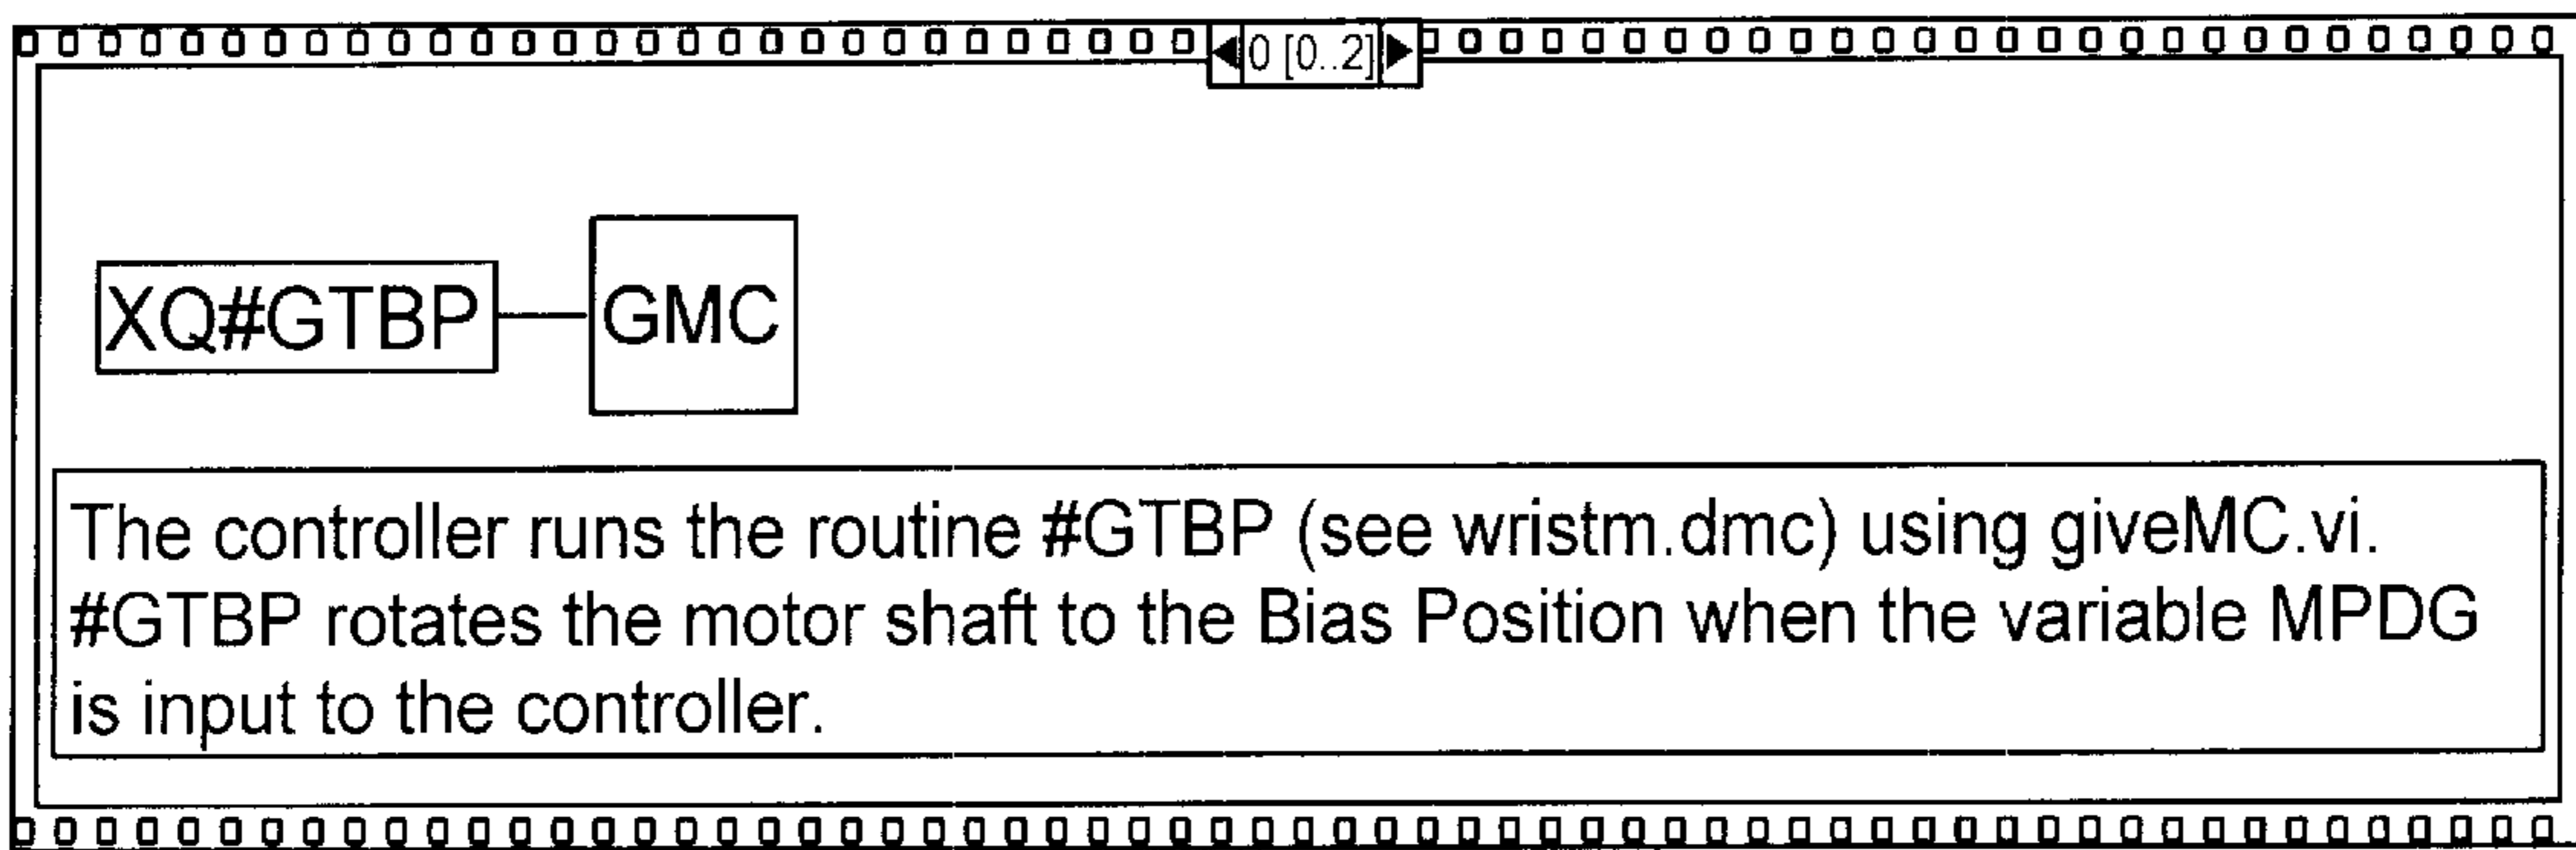 0 [0..2]
XQ#GTBP GMC
The controller runs the routine #GTBP (see wristm.dmc) using giveMC.vi.
#GTBP rotates the motor shaft to the Bias Position when the variable MPDG
is input to the controller.